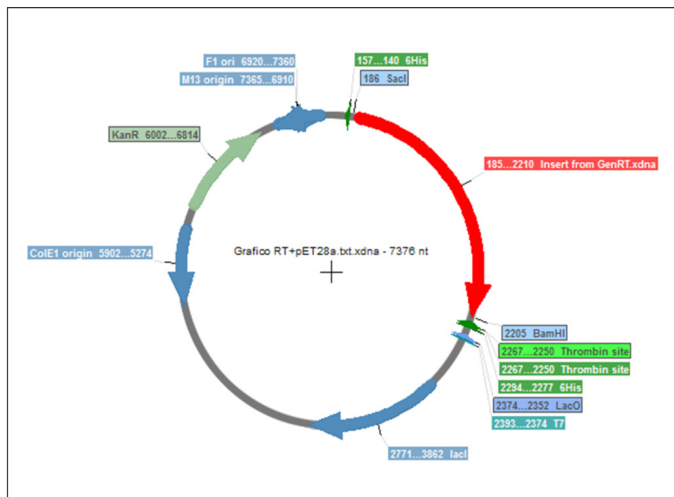 F1 ori 6920...7360
M13 origin 7365...6910
157...140 6His
186 SacI
KanR 6002...6814
185...2210 Insert from GenRT.xdna
ColE1 origin 5902...5274
Grafico RT+pET28a.txt.xdna - 7376 nt
2205 BamHI
2267...2250 Thrombin site
2267...2250 Thrombin site
2294...2277 6His
2374...2352 LacO
2393...2374 T7
2771...3862 lacI